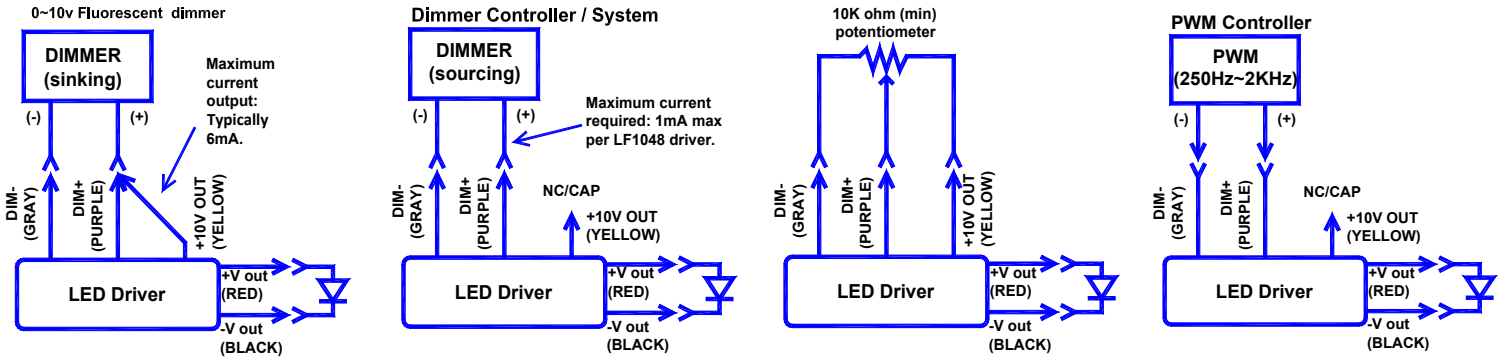 0~10v Fluorescent dimmer
DIMMER
(sinking)
(-)
(+)
Maximum
current
output:
Typically
6mA.
DIM-
(GRAY)
DIM+
(PURPLE)
+10V OUT
(YELLOW)
LED Driver
+V out
(RED)
-V out
(BLACK)
Dimmer Controller / System
DIMMER
(sourcing)
(-)
(+)
Maximum current
required: 1mA max
per LF1048 driver.
DIM-
(GRAY)
DIM+
(PURPLE)
NC/CAP
+10V OUT
(YELLOW)
LED Driver
+V out
(RED)
-V out
(BLACK)
10K ohm (min)
potentiometer
DIM-
(GRAY)
DIM+
(PURPLE)
+10V OUT
(YELLOW)
LED Driver
+V out
(RED)
-V out
(BLACK)
PWM Controller
PWM
(250Hz~2KHz)
(-)
(+)
DIM-
(GRAY)
DIM+
(PURPLE)
NC/CAP
+10V OUT
(YELLOW)
LED Driver
+V out
(RED)
-V out
(BLACK)